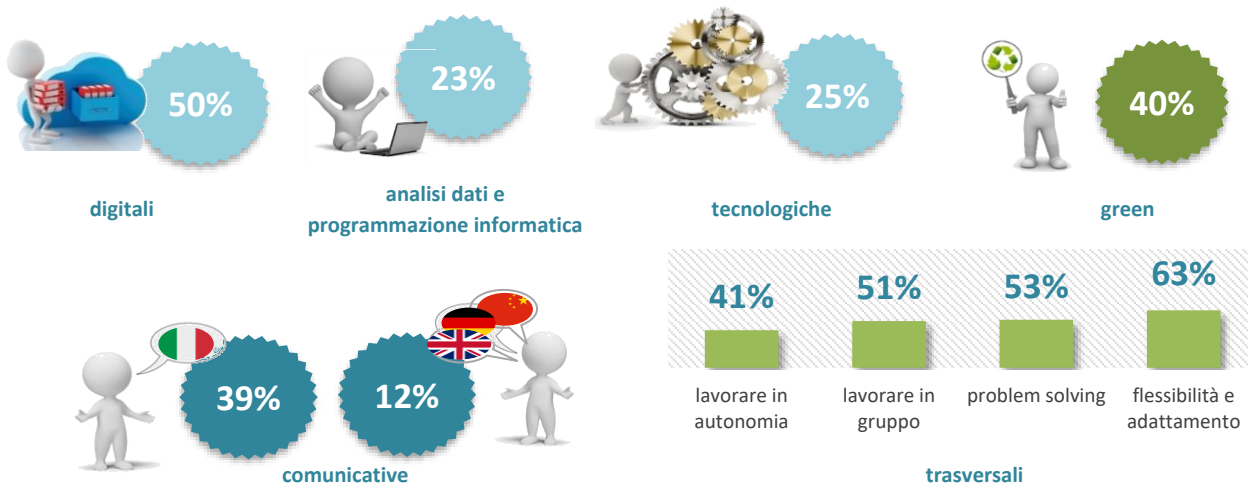 50%
23%
25%
40%
digitali
analisi dati e
programmazione informatica
tecnologiche
green
39%
12%
comunicative
41%
51%
53%
63%
lavorare in
autonomia
lavorare in
gruppo
problem solving
flessibilità e
adattamento
trasversali